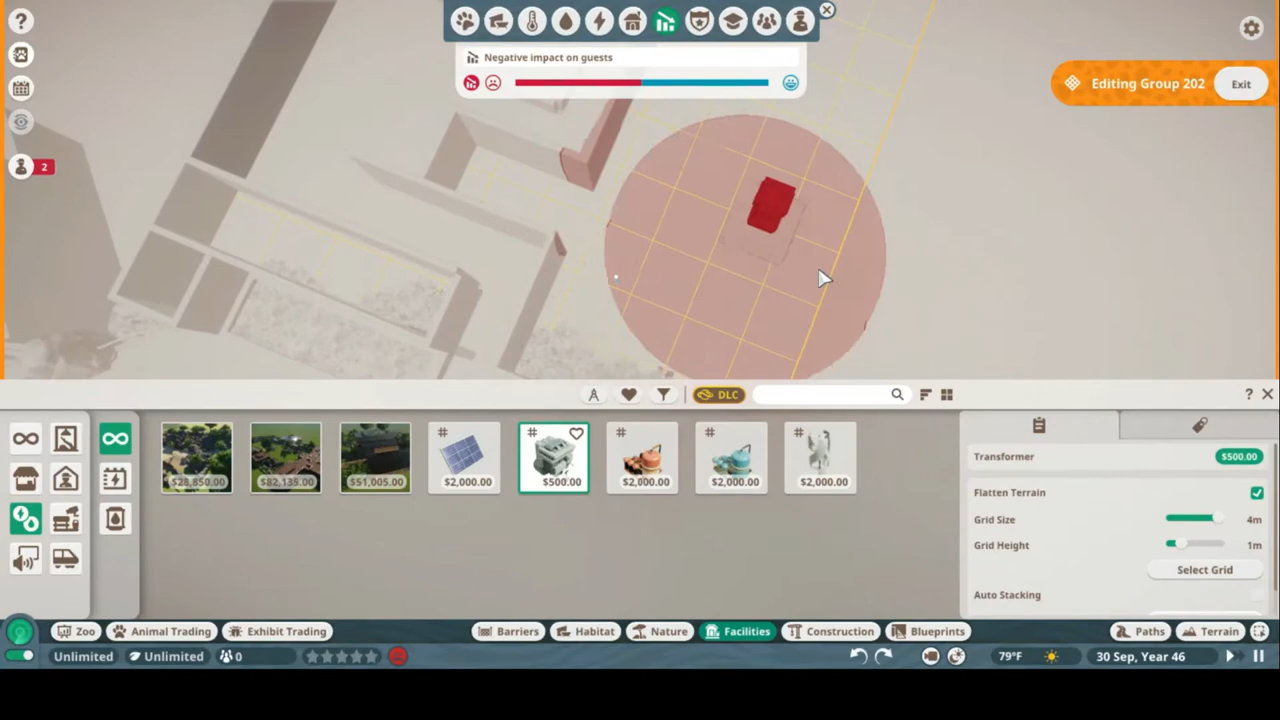 ?
Negative impact on guests
Editing Group 202
Exit
2
DLC
?
$28,850.00
$82,135.00
$51,005.00
# $2,000.00
$500.00
# $2,000.00
# $2,000.00
# $2,000.00
Transformer
$500.00
Flatten Terrain
Grid Size
4m
Grid Height
1m
Select Grid
Auto Stacking
Zoo
Animal Trading
Exhibit Trading
Barriers
Habitat
Nature
Facilities
Construction
Blueprints
Paths
Terrain
Unlimited
Unlimited
0
79°F
30 Sep, Year 46